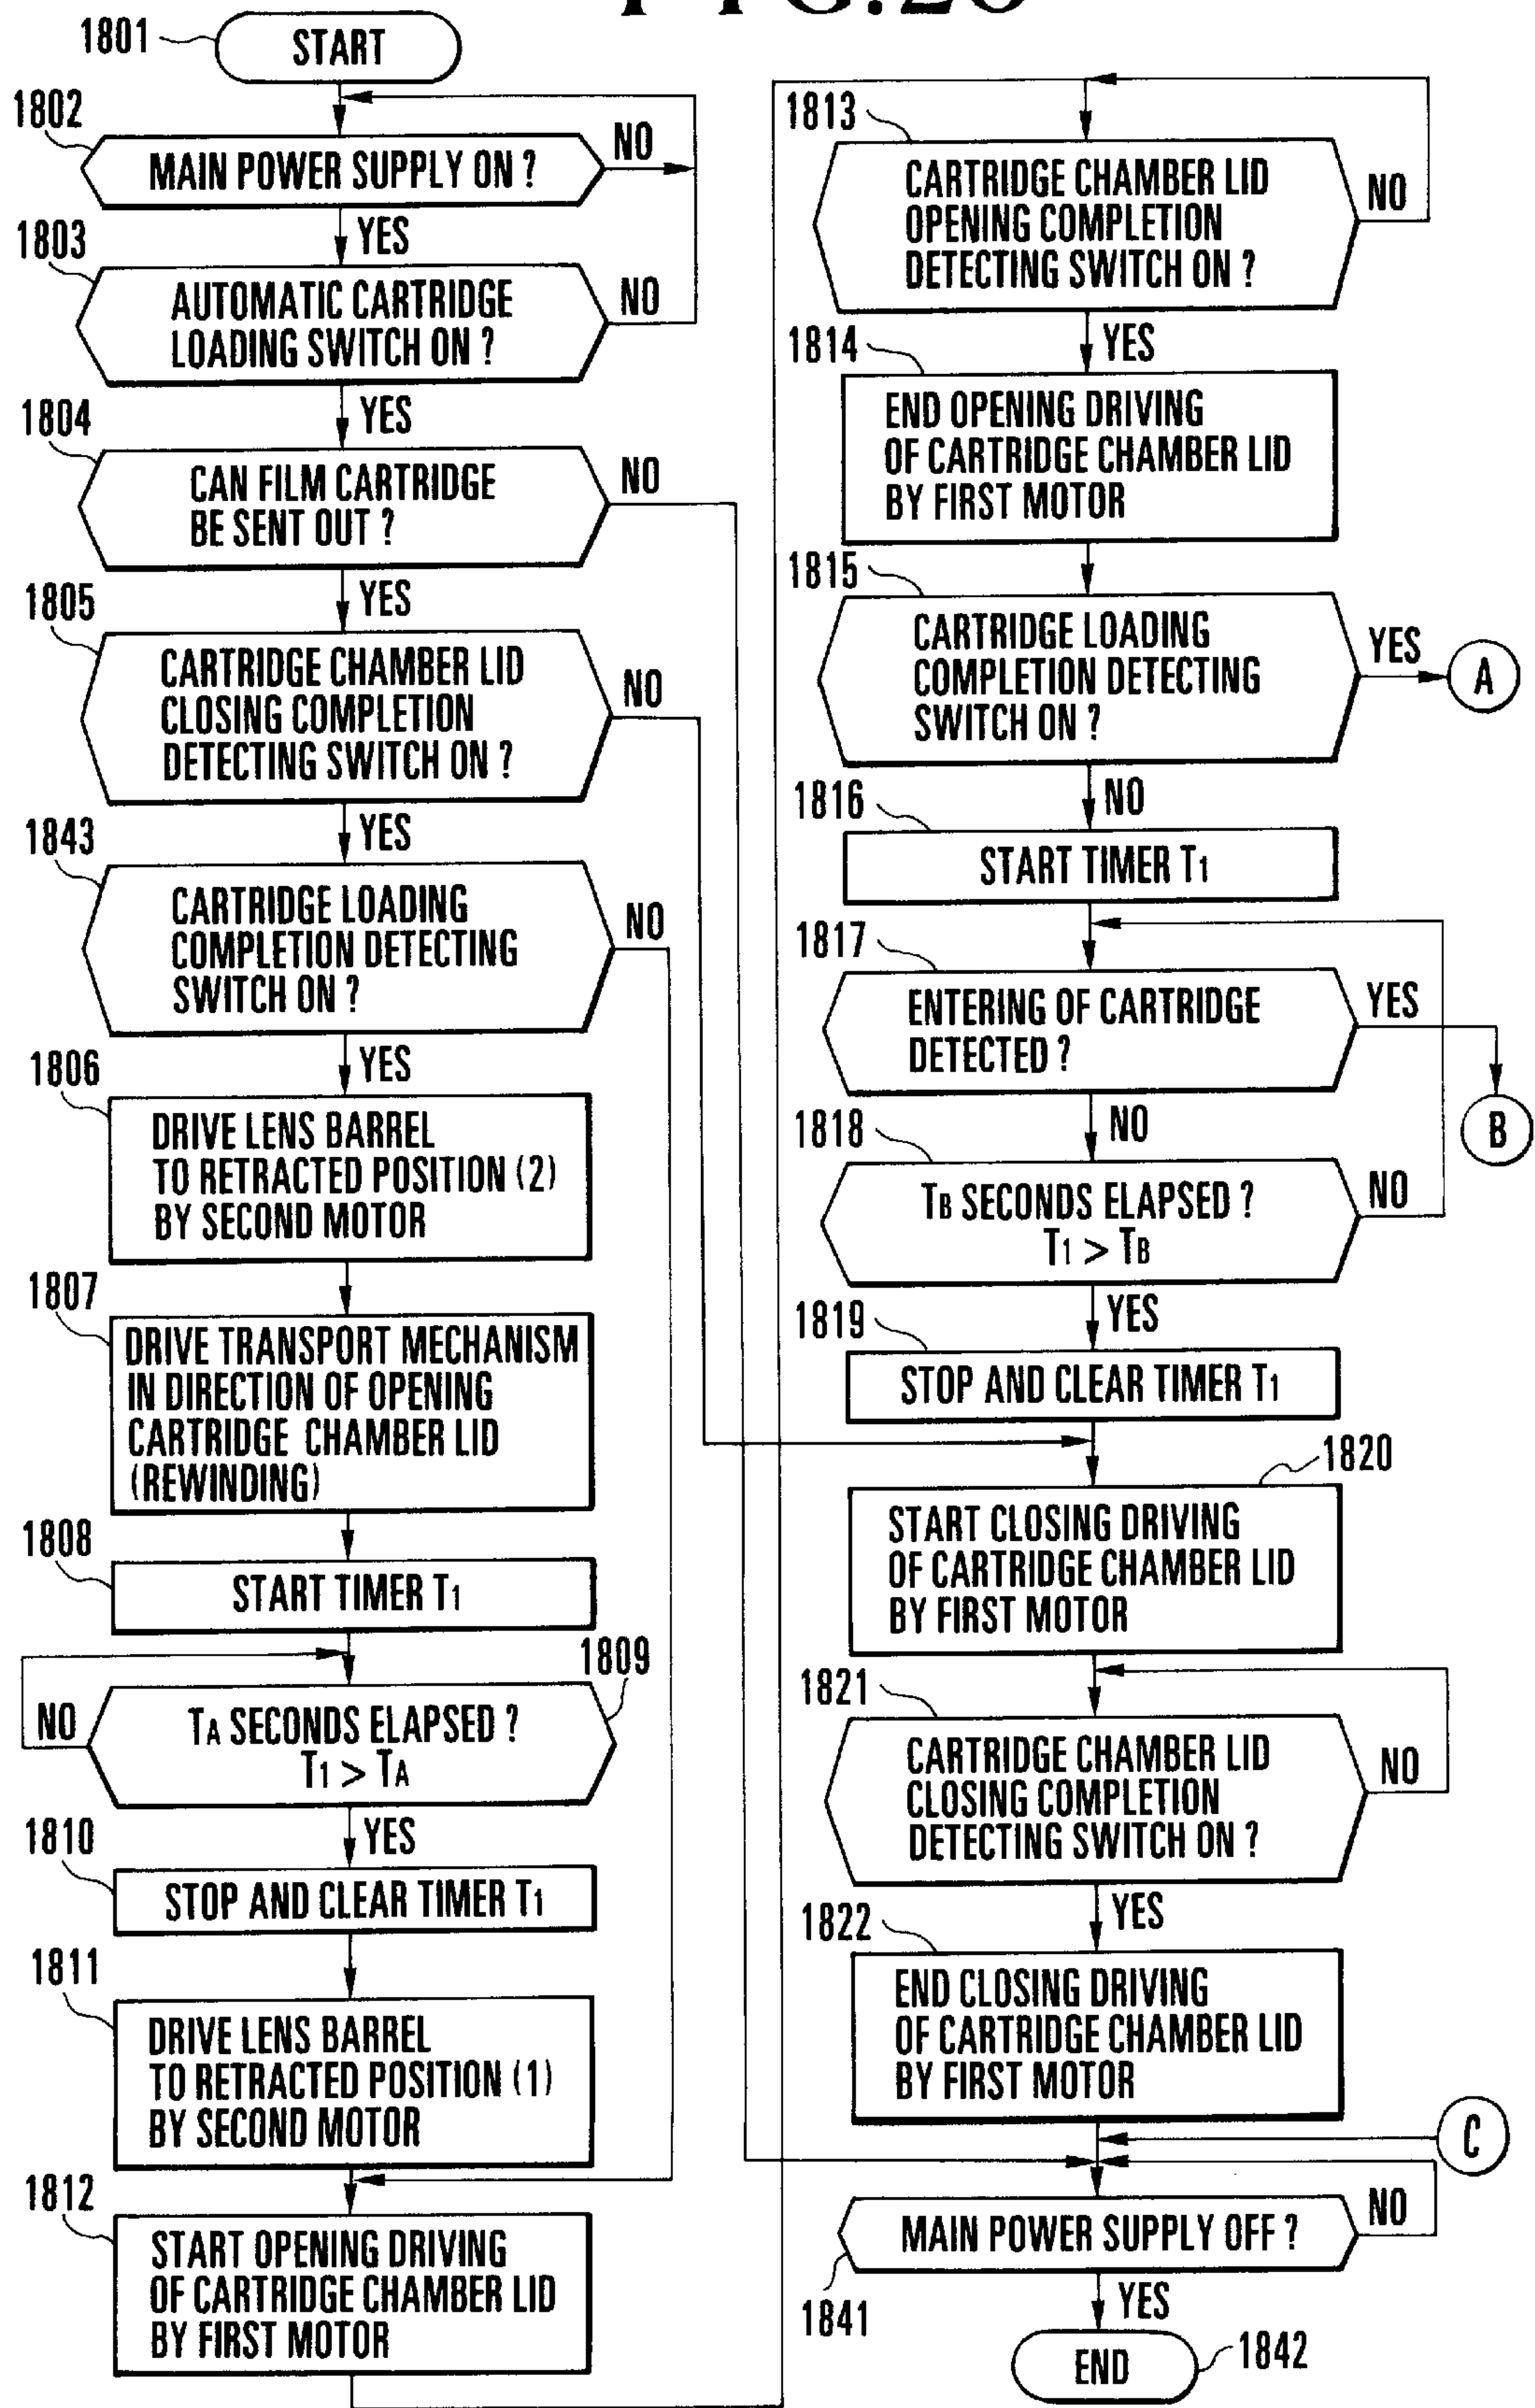 1801
START
1802
MAIN POWER SUPPLY ON ?
NO
YES
1803
AUTOMATIC CARTRIDGE
LOADING SWITCH ON ?
NO
YES
1804
CAN FILM CARTRIDGE
BE SENT OUT ?
NO
YES
1805
CARTRIDGE CHAMBER LID
CLOSING COMPLETION
DETECTING SWITCH ON ?
NO
YES
1843
CARTRIDGE LOADING
COMPLETION DETECTING
SWITCH ON ?
NO
YES
1806
DRIVE LENS BARREL
TO RETRACTED POSITION (2)
BY SECOND MOTOR
1807
DRIVE TRANSPORT MECHANISM
IN DIRECTION OF OPENING
CARTRIDGE CHAMBER LID
(REWINDING)
1808
START TIMER T1
1809
TA SECONDS ELAPSED ?
T1 > TA
NO
YES
1810
STOP AND CLEAR TIMER T1
1811
DRIVE LENS BARREL
TO RETRACTED POSITION (1)
BY SECOND MOTOR
1812
START OPENING DRIVING
OF CARTRIDGE CHAMBER LID
BY FIRST MOTOR
1813
CARTRIDGE CHAMBER LID
OPENING COMPLETION
DETECTING SWITCH ON ?
NO
YES
1814
END OPENING DRIVING
OF CARTRIDGE CHAMBER LID
BY FIRST MOTOR
1815
CARTRIDGE LOADING
COMPLETION DETECTING
SWITCH ON ?
YES
A
NO
1816
START TIMER T1
1817
ENTERING OF CARTRIDGE
DETECTED ?
YES
B
NO
1818
TB SECONDS ELAPSED ?
T1 > TB
NO
YES
1819
STOP AND CLEAR TIMER T1
1820
START CLOSING DRIVING
OF CARTRIDGE CHAMBER LID
BY FIRST MOTOR
1821
CARTRIDGE CHAMBER LID
CLOSING COMPLETION
DETECTING SWITCH ON ?
NO
YES
1822
END CLOSING DRIVING
OF CARTRIDGE CHAMBER LID
BY FIRST MOTOR
C
MAIN POWER SUPPLY OFF ?
NO
1841
YES
END
1842